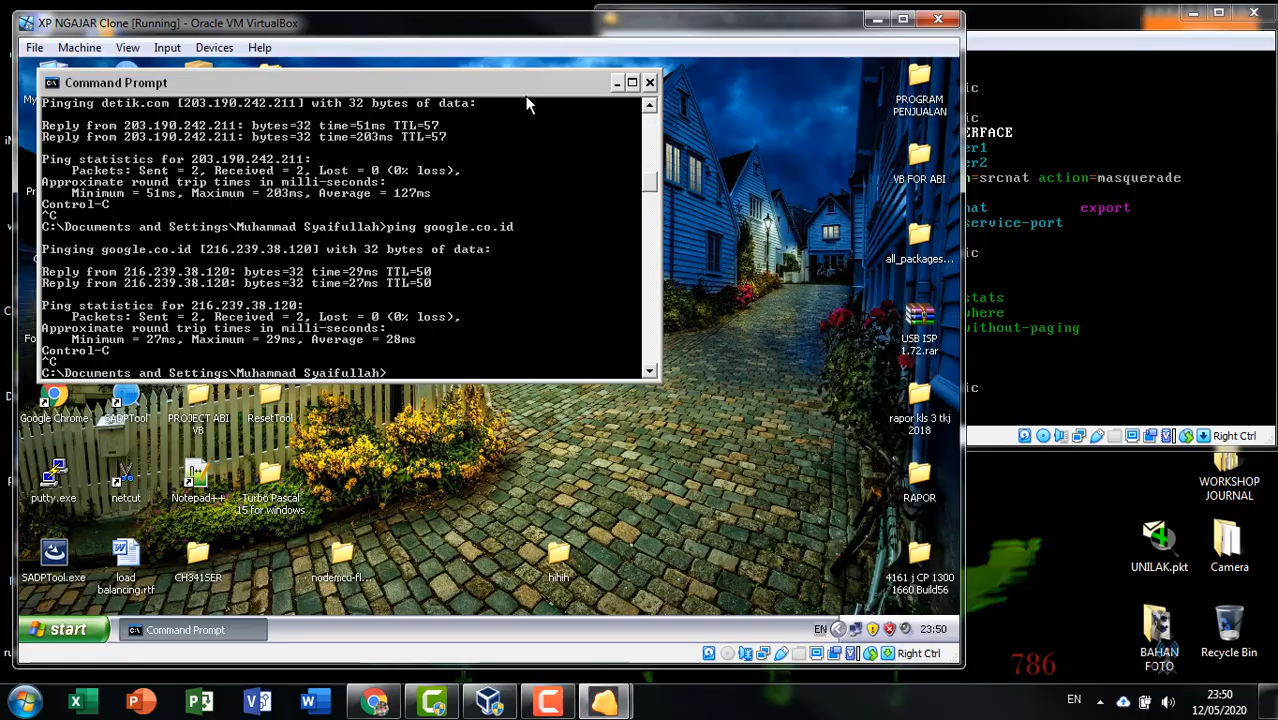 XP NGAJAR Clone [Running] - Oracle VM VirtualBox
File Machine View Input Devices Help
Command Prompt
Pinging detik.com [203.190.242.211] with 32 bytes of data:
Reply from 203.190.242.211: bytes=32 time=51ms TTL=57
Reply from 203.190.242.211: bytes=32 time=203ms TTL=57
Ping statistics for 203.190.242.211:
Packets: Sent = 2, Received = 2, Lost = 0 (0% loss),
Approximate round trip times in milli-seconds:
Minimum = 51ms, Maximum = 203ms, Average = 127ms
Control-C
^C
C:\Documents and Settings\Muhammad Syaifullah>ping google.co.id
Pinging google.co.id [216.239.38.120] with 32 bytes of data:
Reply from 216.239.38.120: bytes=32 time=29ms TTL=50
Reply from 216.239.38.120: bytes=32 time=27ms TTL=50
Ping statistics for 216.239.38.120:
Packets: Sent = 2, Received = 2, Lost = 0 (0% loss),
Approximate round trip times in milli-seconds:
Minimum = 27ms, Maximum = 29ms, Average = 28ms
Control-C
^C
C:\Documents and Settings\Muhammad Syaifullah>
PROGRAM
PENJUALAN
VB FOR ABI
all_packages...
USB ISP
1.72.rar
rapor kls 3 tkj
2018
RAPOR
4161 j CP 1300
1660.Build56
Google Chrome
SADPTool
PROJECT ABI
VB
ResetTool
putty.exe
netcut
Notepad++
Turbo Pascal
15 for windows
SADPTool.exe
load
balancing.rtf
CH341SER
nodemcu-fl...
hihih
start
Command Prompt
EN
23:50
Right Ctrl
ic
ERFACE
er1
er2
n=srcnat action=masquerade
nat export
service-port
ic
stats
where
without-paging
ic
Right Ctrl
WORKSHOP
JOURNAL
UNILAK.pkt
Camera
BAHAN
FOTO
Recycle Bin
786
EN
23:50
12/05/2020